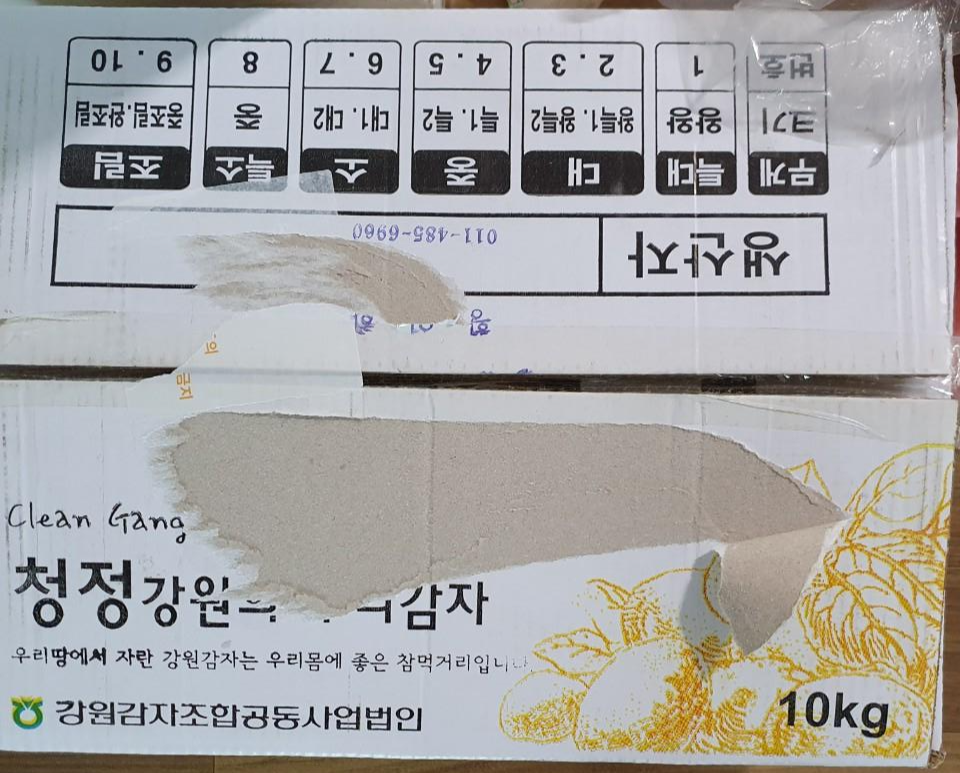 무게 특대 대 중 소 특소 조림
크기 왕왕 왕특1. 왕특2 특1. 특2 대1. 대2 중 중조림.왕조림
번호 1 2 . 3 4 . 5 6 . 7 8 9 . 10
생산자
011-485-6960
의
금지
Clean Gang
청정강원 감자
우리땅에서 자란 강원감자는 우리몸에 좋은 참먹거리입니다
강원감자조합공동사업법인
10kg